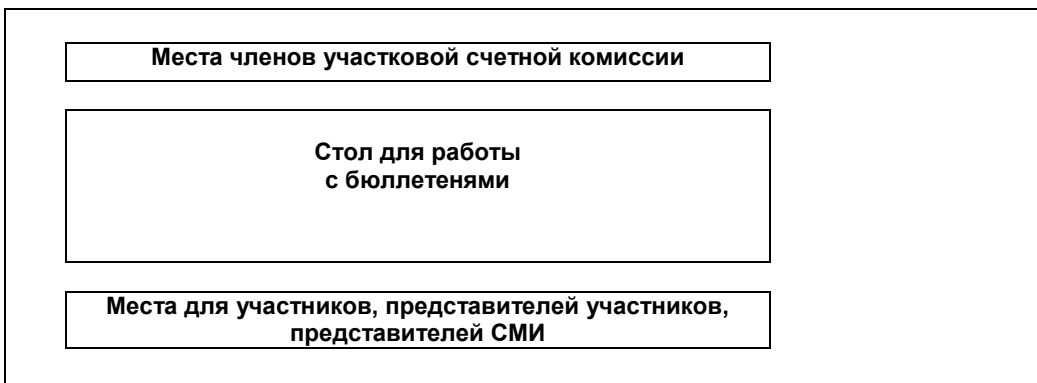 Места членов участковой счетной комиссии
Стол для работы
с бюллетенями
Места для участников, представителей участников,
представителей СМИ